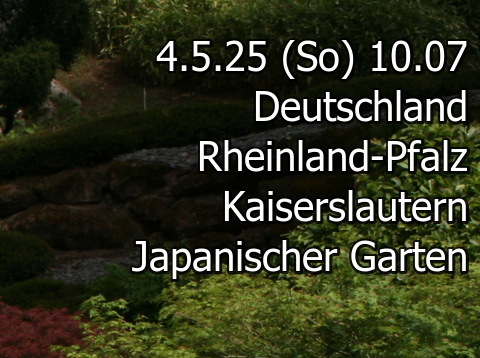 4.5.25 (So) 10.07
Deutschland
Rheinland-Pfalz
Kaiserslautern
Japanischer Garten